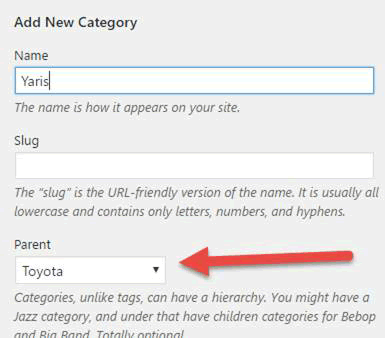 Add New Category
Name
Yaris
The name is how it appears on your site.
Slug
The “slug” is the URL-friendly version of the name. It is usually all
lowercase and contains only letters, numbers, and hyphens.
Parent
Toyota
Categories, unlike tags, can have a hierarchy. You might have a
Jazz category, and under that have children categories for Bebop
and Big Band. Totally optional.